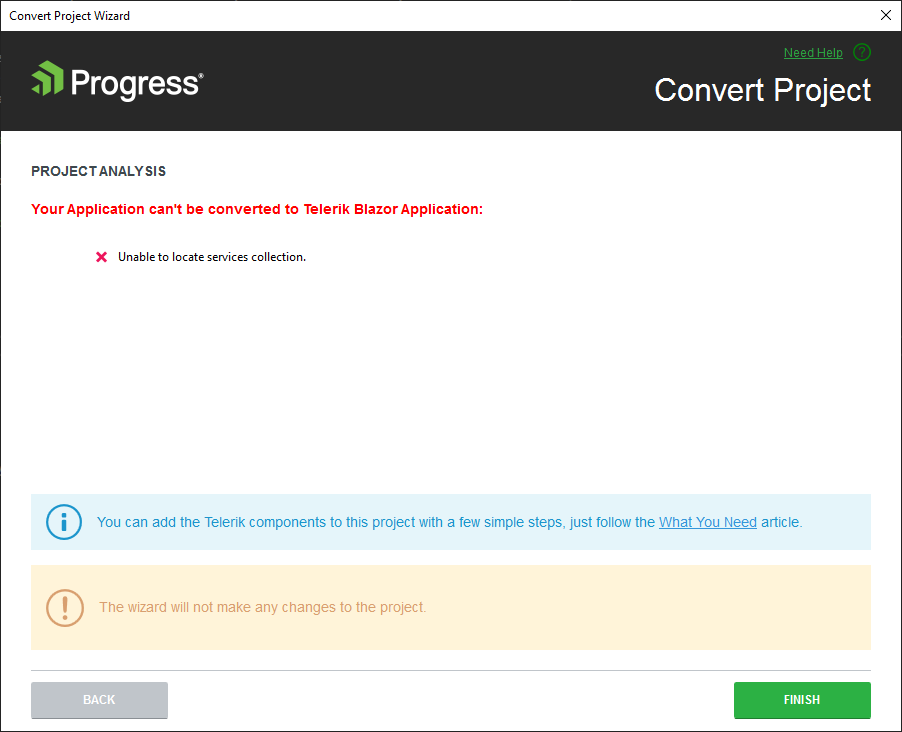 Convert Project Wizard
Need Help ?
Progress®
Convert Project
PROJECT ANALYSIS
Your Application can't be converted to Telerik Blazor Application:
Unable to locate services collection.
You can add the Telerik components to this project with a few simple steps, just follow the What You Need article.
The wizard will not make any changes to the project.
BACK
FINISH